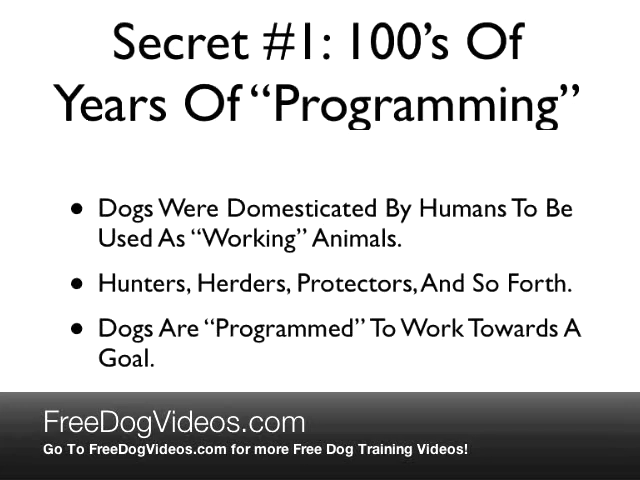 Secret #1: 100’s Of
Years Of “Programming”
• Dogs Were Domesticated By Humans To Be
Used As “Working” Animals.
• Hunters, Herders, Protectors, And So Forth.
• Dogs Are “Programmed” To Work Towards A
Goal.
FreeDogVideos.com
Go To FreeDogVideos.com for more Free Dog Training Videos!